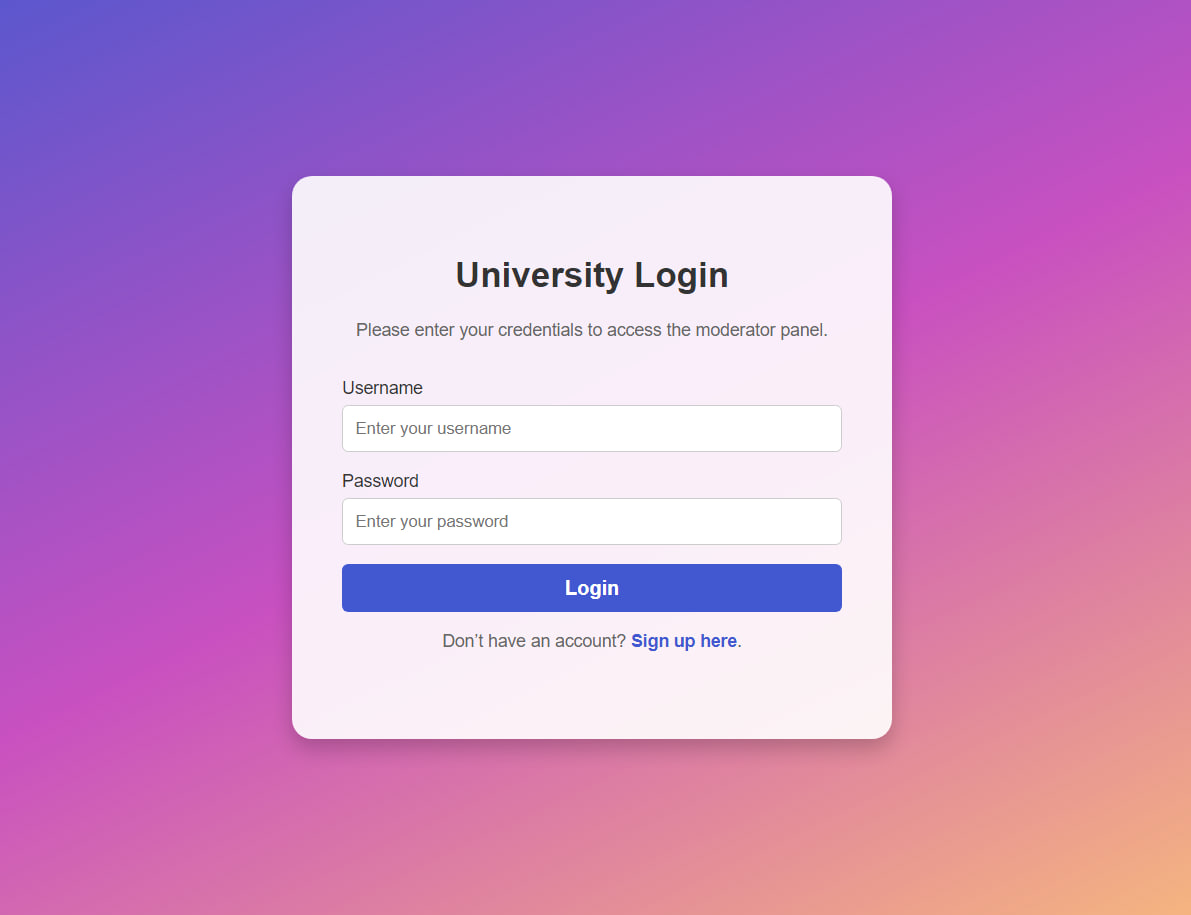 University Login
Please enter your credentials to access the moderator panel.
Username
Enter your username
Password
Enter your password
Login
Don’t have an account? Sign up here.